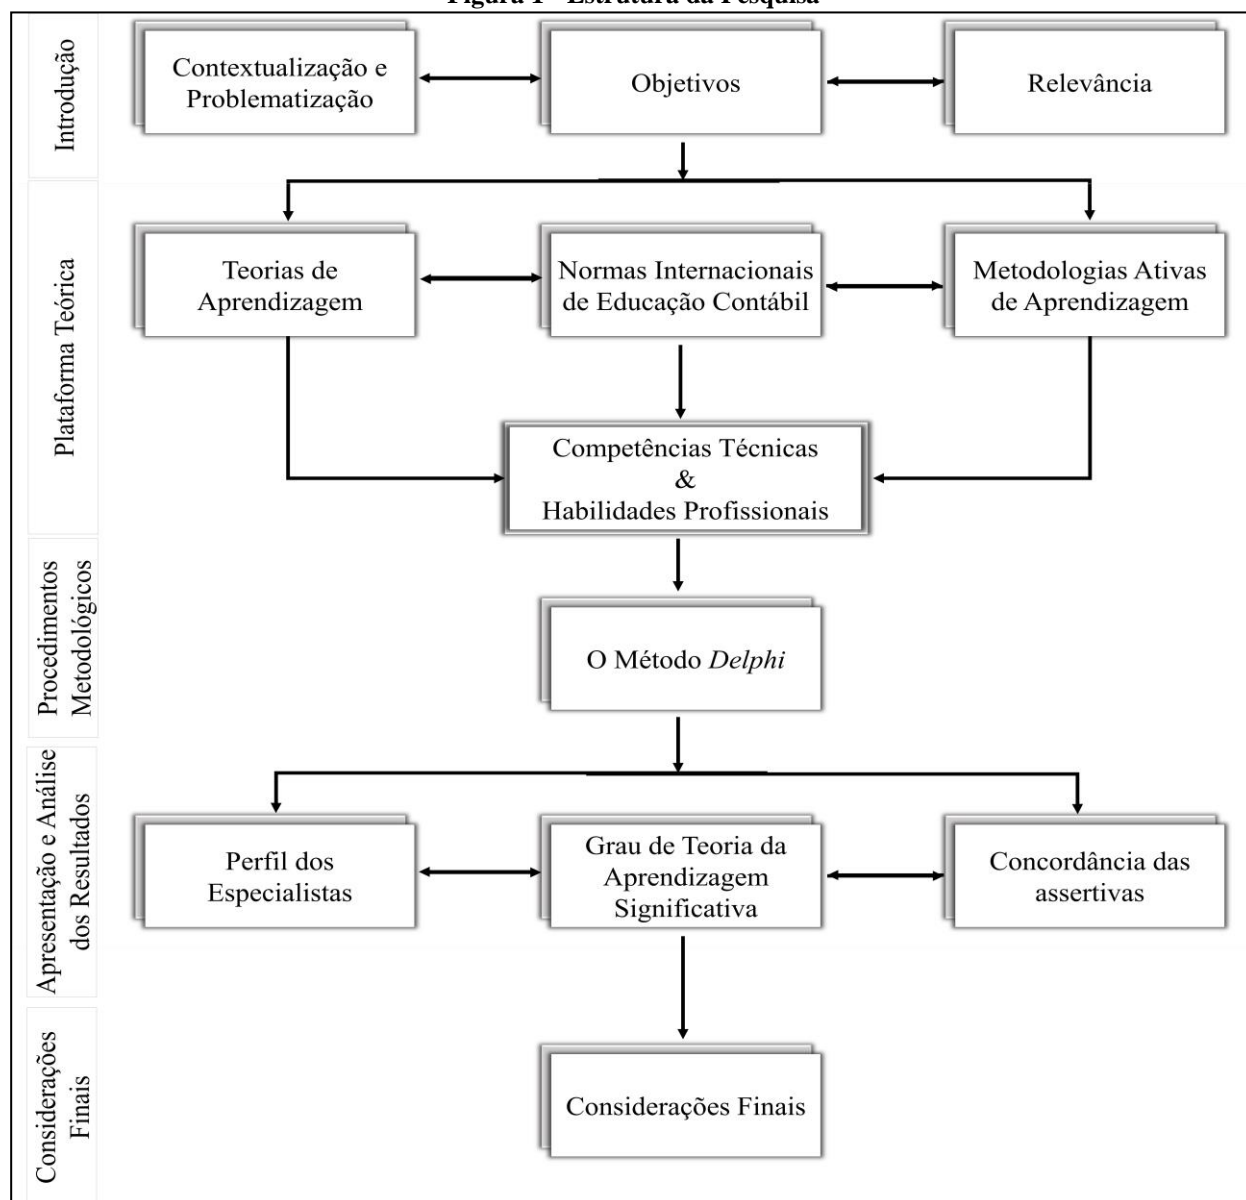 Figura 1 - Estrutura da Pesquisa
Introdução
Contextualização e
Problematização
Objetivos
Relevância
Plataforma Teórica
Teorias de
Aprendizagem
Normas Internacionais
de Educação Contábil
Metodologias Ativas
de Aprendizagem
Competências Técnicas
&
Habilidades Profissionais
Procedimentos
Metodológicos
O Método Delphi
Apresentação e Análise
dos Resultados
Perfil dos
Especialistas
Grau de Teoria da
Aprendizagem
Significativa
Concordância das
assertivas
Considerações
Finais
Considerações Finais